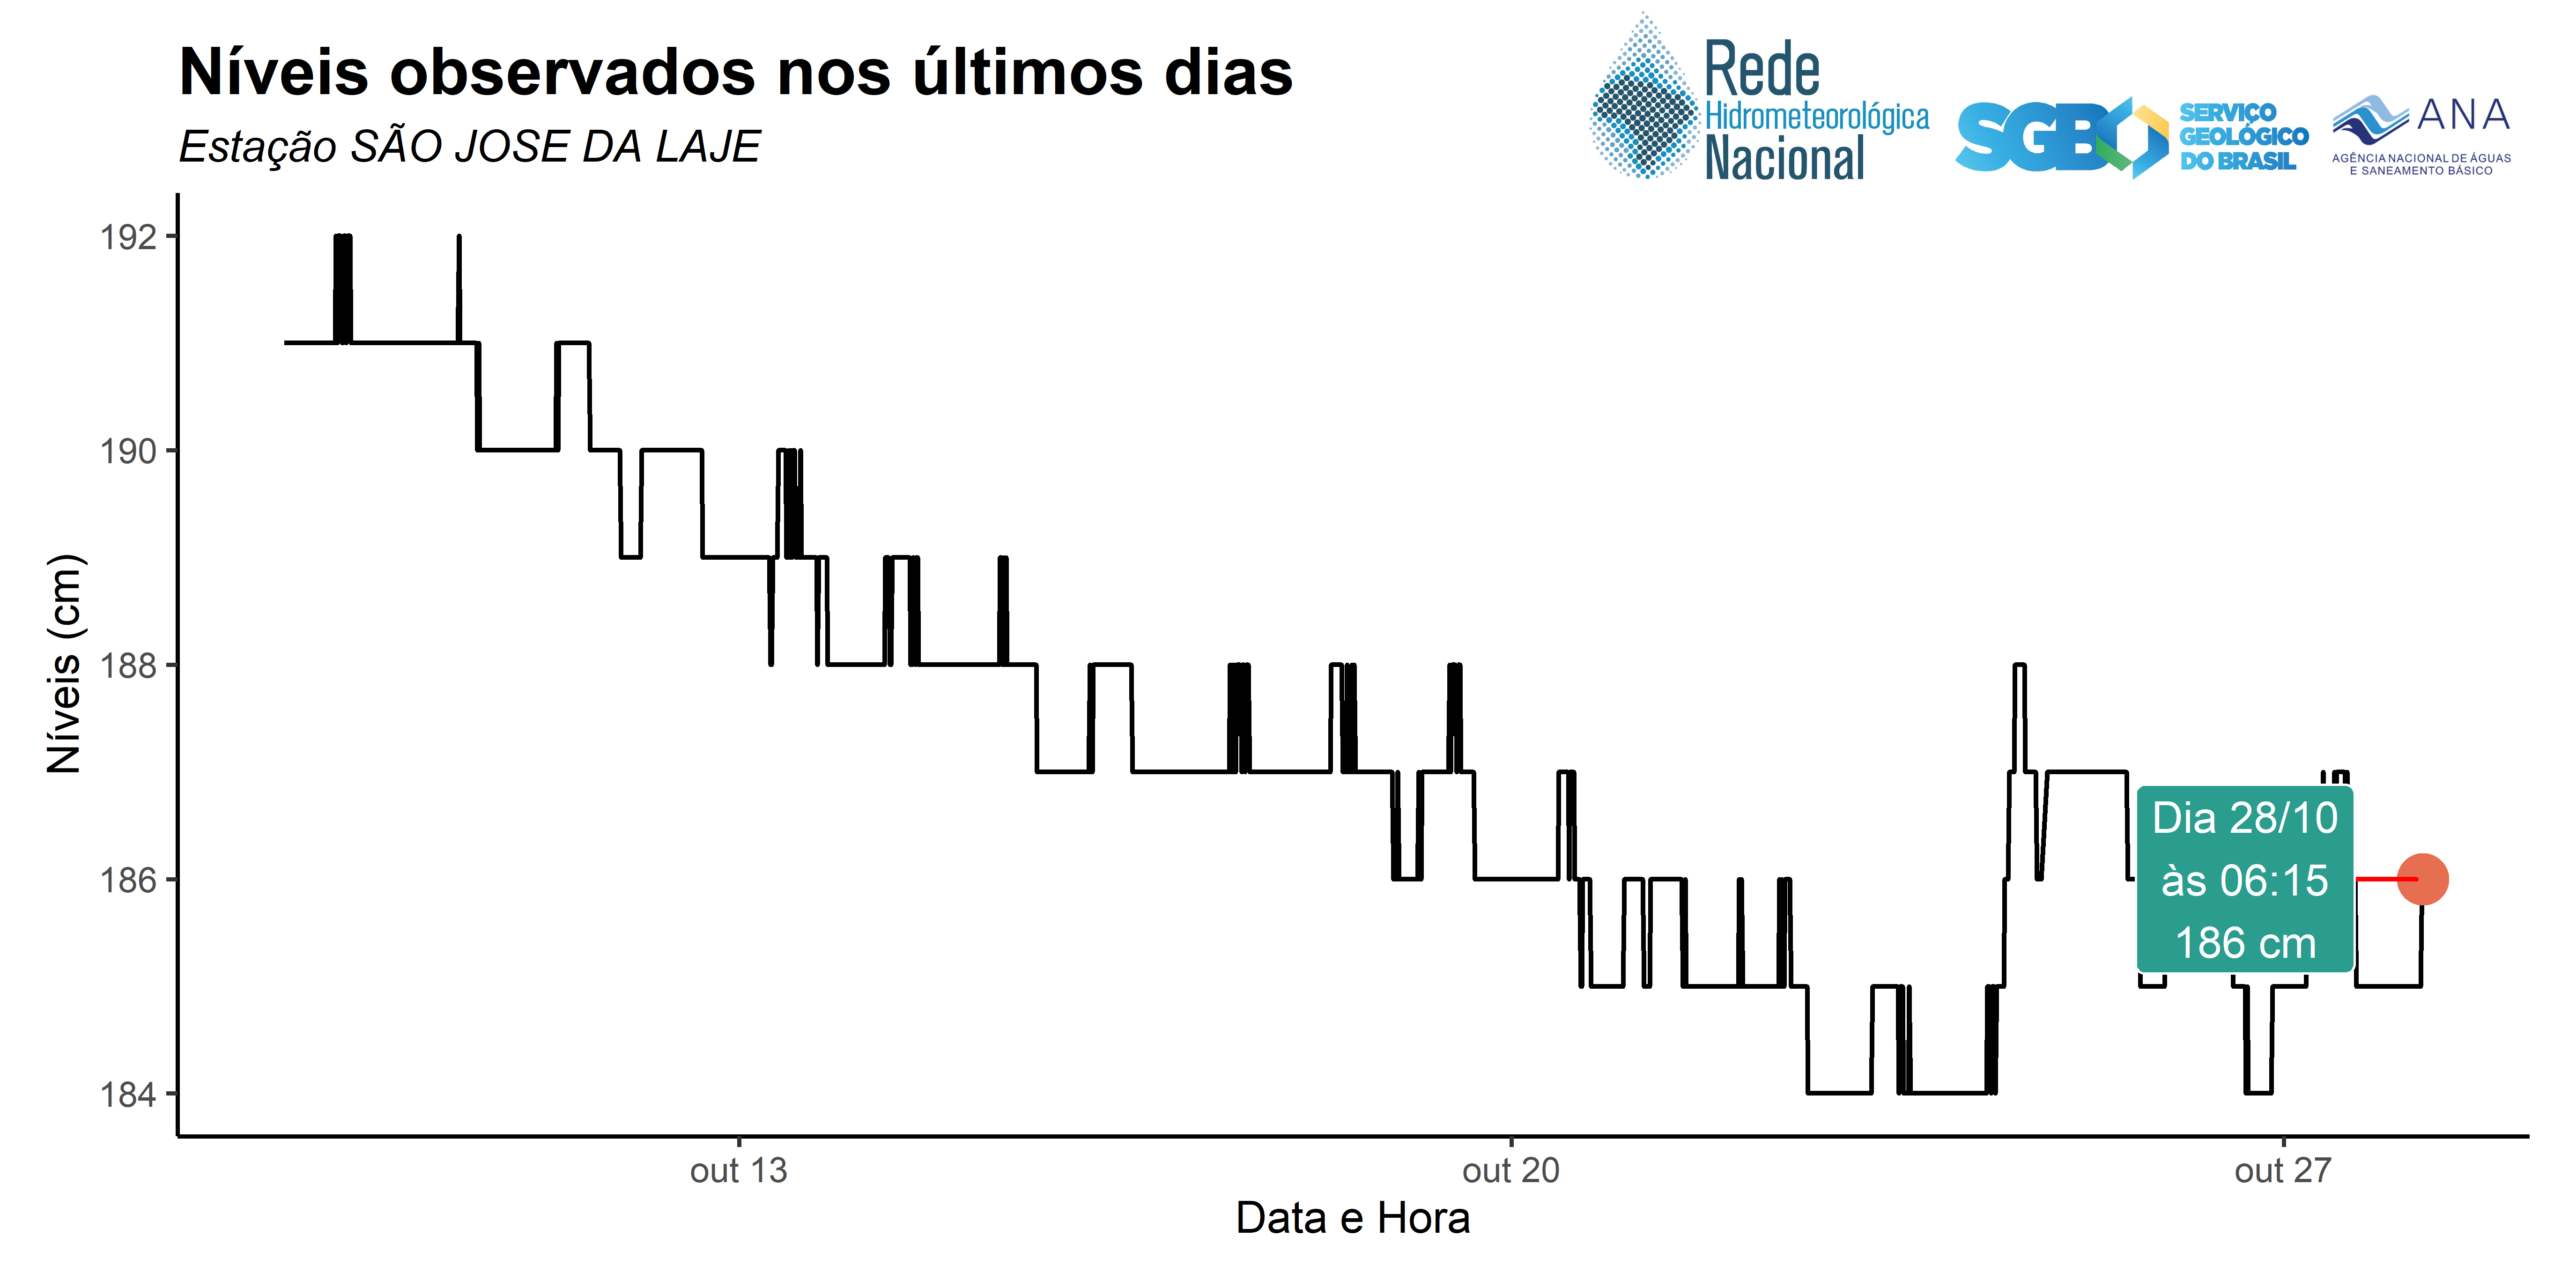 Níveis observados nos últimos dias
Estação SÃO JOSE DA LAJE
Rede
Hidrometeorológica
Nacional
SGB
SERVIÇO
GEOLÓGICO
DO BRASIL
ANA
AGÊNCIA NACIONAL DE ÁGUAS
E SANEAMENTO BÁSICO
192
190
188
186
184
Níveis (cm)
Dia 28/10
às 06:15
186 cm
out 13
out 20
out 27
Data e Hora